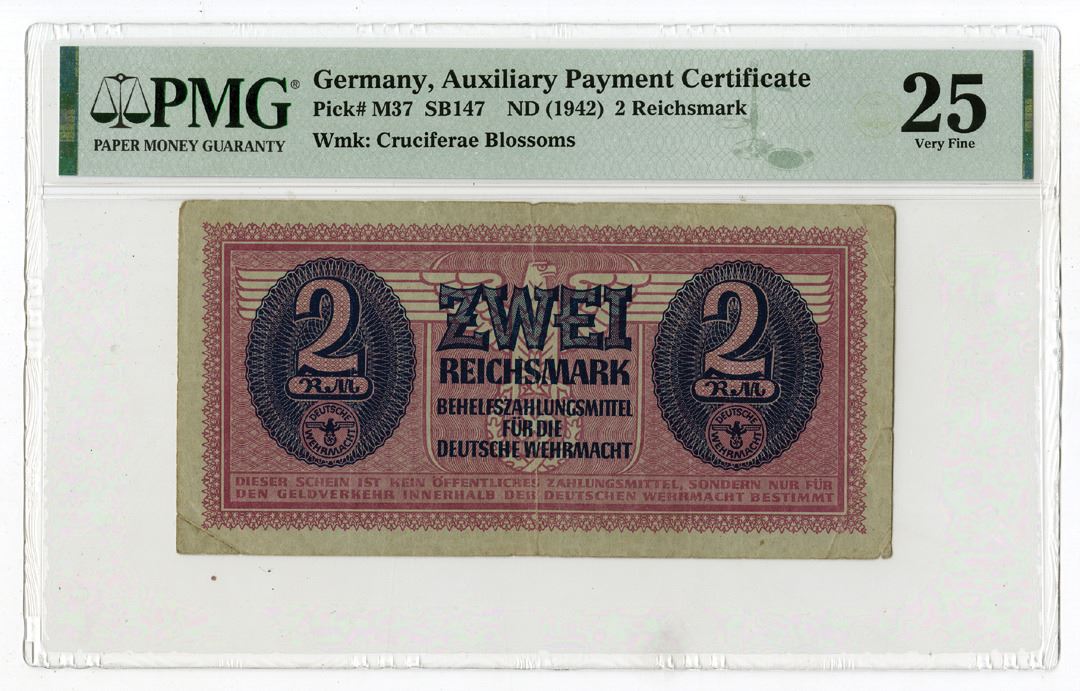 PMG®
PAPER MONEY GUARANTY
Germany, Auxiliary Payment Certificate
Pick# M37 SB147 ND (1942) 2 Reichsmark
Wmk: Cruciferae Blossoms
25
Very Fine
2
RM
DEUTSCHE
WEHRMACHT
ZWEI
REICHSMARK
BEHELFSZAHLUNGSMITTEL
FÜR DIE
DEUTSCHE WEHRMACHT
2
RM
DEUTSCHE
WEHRMACHT
DIESER SCHEIN IST KEIN ÖFFENTLICHES ZAHLUNGSMITTEL, SONDERN NUR FÜR
DEN GELDVERKEHR INNERHALB DER DEUTSCHEN WEHRMACHT BESTIMMT